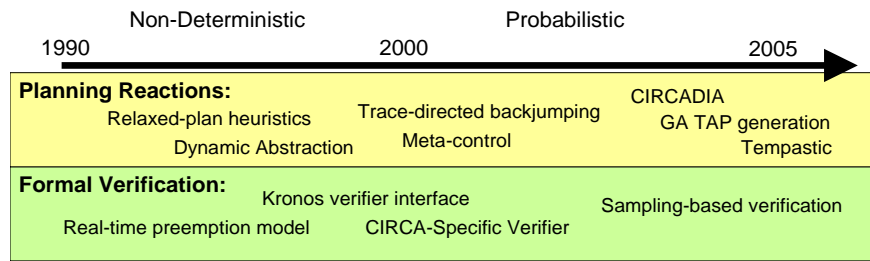 Non-Deterministic Probabilistic
1990 2000 2005
Planning Reactions:
CIRCADIA
Relaxed-plan heuristics Trace-directed backjumping GA TAP generation
Dynamic Abstraction Meta-control Tempastic
Formal Verification:
Kronos verifier interface Sampling-based verification
Real-time preemption model CIRCA-Specific Verifier